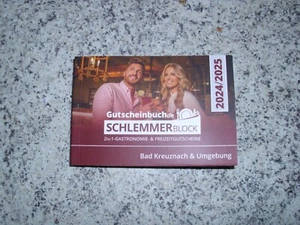 2024/2025
Gutscheinbuch.de
SCHLEMMERBLOCK
2für1-GASTRONOMIE- & FREIZEITGUTSCHEINE
Bad Kreuznach & Umgebung